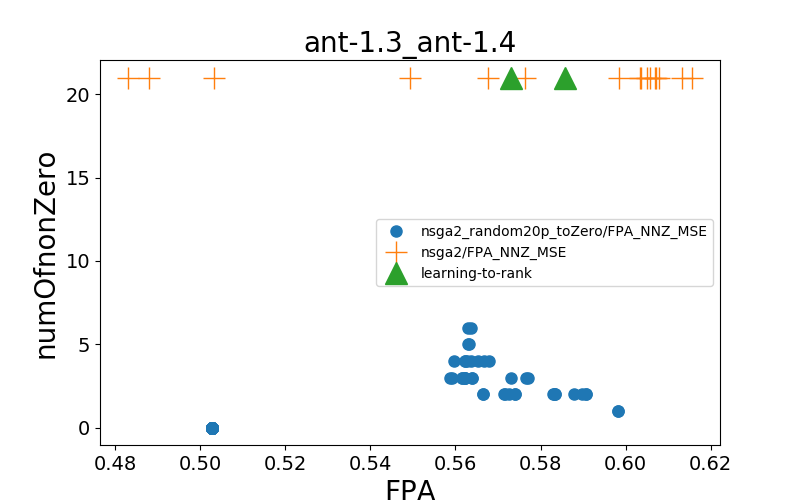 ant-1.3_ant-1.4
numOfnonZero
20
15
10
5
0
nsga2_random20p_toZero/FPA_NNZ_MSE
nsga2/FPA_NNZ_MSE
learning-to-rank
0.48 0.50 0.52 0.54 0.56 0.58 0.60 0.62
FPA